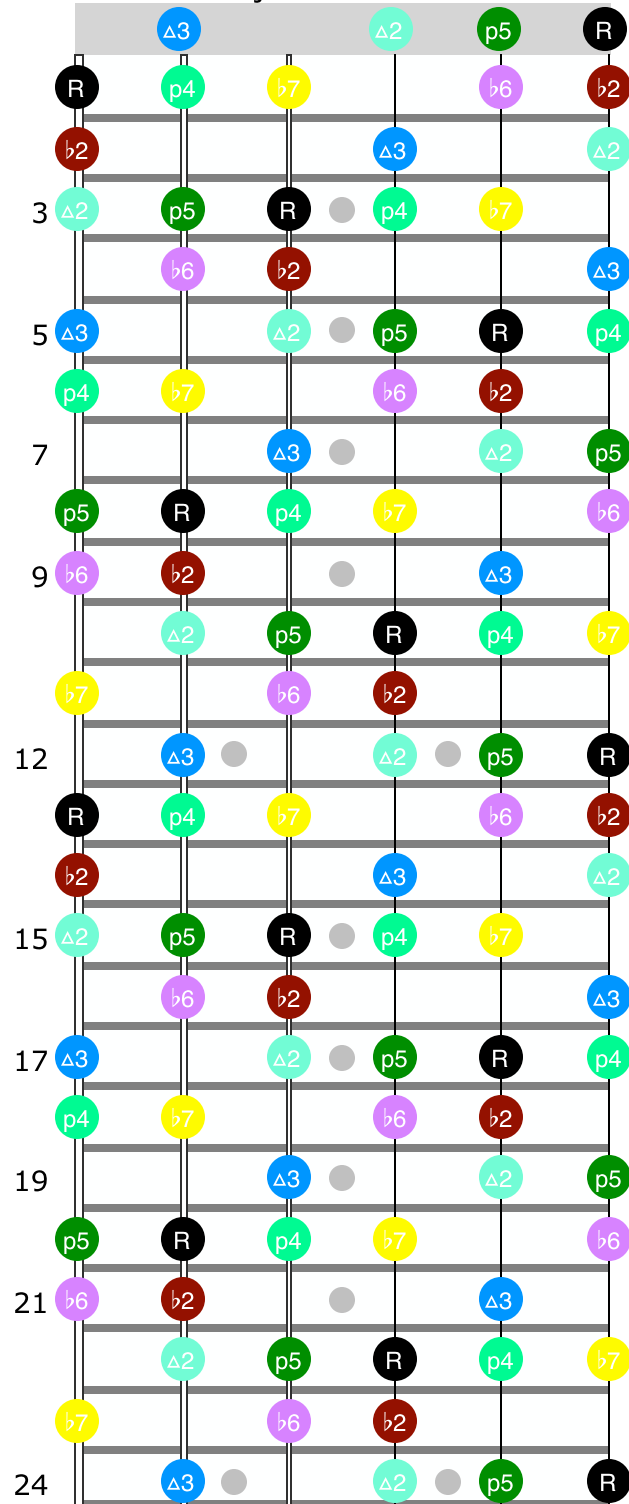 Δ3 Δ2 p5 R
R p4 ♭7 ♭6 ♭2
♭2 Δ3 Δ2
3 Δ2 p5 R p4 ♭7
♭6 ♭2 Δ3
5 Δ3 Δ2 p5 R p4
p4 ♭7 ♭6 ♭2
7 Δ3 Δ2 p5
p5 R p4 ♭7 ♭6
9 ♭6 ♭2 Δ3
Δ2 p5 R p4 ♭7
♭7 ♭6 ♭2
12 Δ3 Δ2 p5 R
R p4 ♭7 ♭6 ♭2
♭2 Δ3 Δ2
15 Δ2 p5 R p4 ♭7
♭6 ♭2 Δ3
17 Δ3 Δ2 p5 R p4
p4 ♭7 ♭6 ♭2
19 Δ3 Δ2 p5
p5 R p4 ♭7 ♭6
21 ♭6 ♭2 Δ3
Δ2 p5 R p4 ♭7
♭7 ♭6 ♭2
24 Δ3 Δ2 p5 R